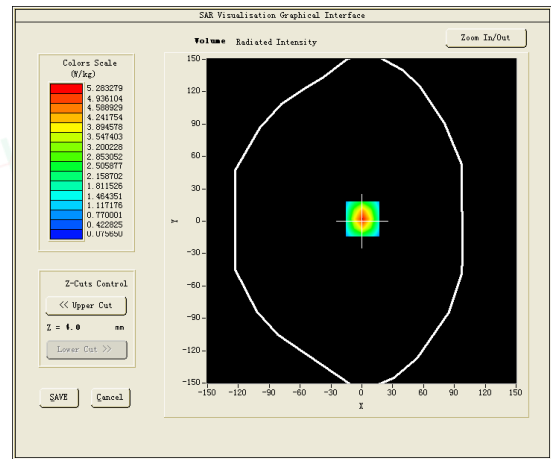 SAR Visualisation Graphical Interface
Volume Radiated Intensity
Zoom In/Out
Colors Scale
(W/kg)
5.283279
4.936104
4.588929
4.241754
3.894578
3.547403
3.200228
2.853052
2.505877
2.158702
1.811526
1.464351
1.117176
0.770001
0.422825
0.075650
Z-Cuts Control
<< Upper Cut
Z = 4.0 mm
Lower Cut >>
SAVE Cancel
150
120
90
60
30
0
-30
-60
-90
-120
-150
Y
-150 -120 -90 -60 -30 0 30 60 90 120 150
X